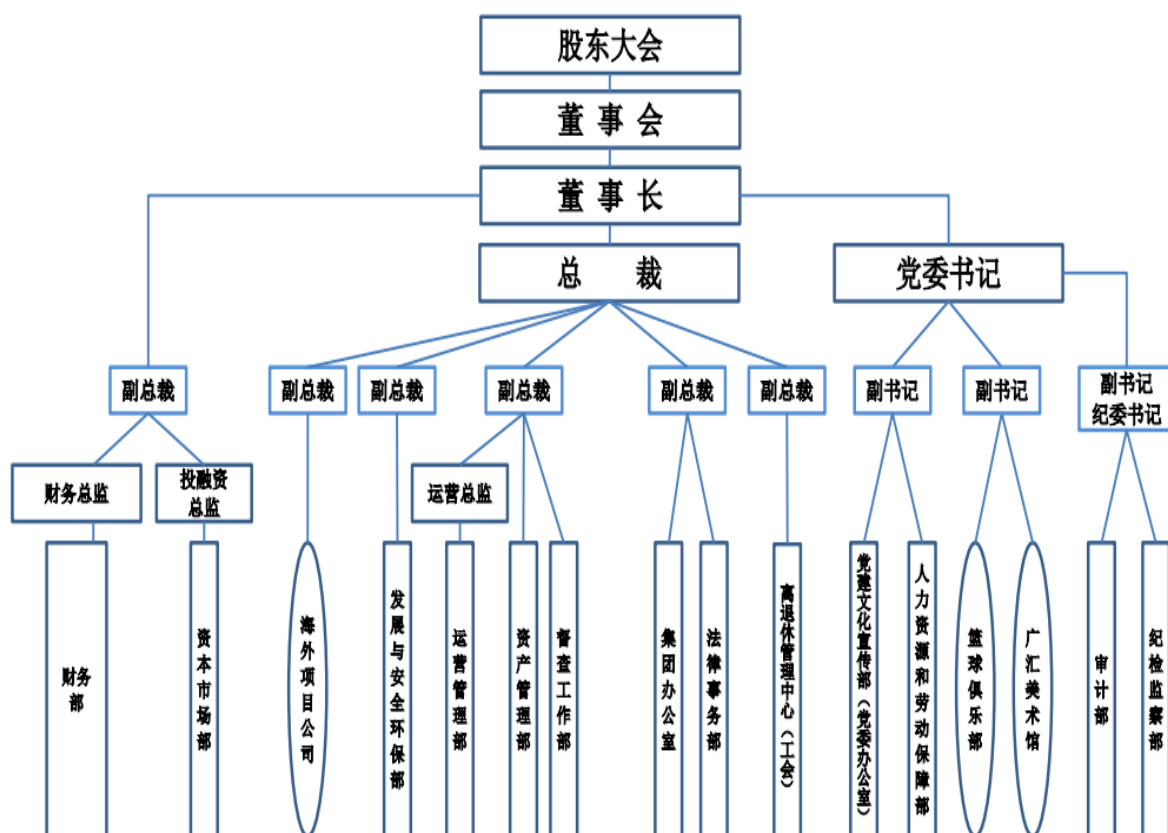 股东大会
董事会
董事长
总裁
党委书记
副总裁
副总裁
副总裁
副总裁
副总裁
副总裁
副书记
副书记
副书记
纪委书记
财务总监
投融资
总监
运营总监
财务
部
资本市场部
海外项目公司
发展与安全环保部
运营管理部
资产管理部
督查工作部
集团办公室
法律事务部
离退休管理中心（工会）
党建文化宣传部（党委办公室）
人力资源和劳动保障部
篮球俱乐部
广汇美术馆
审计部
纪检监察部